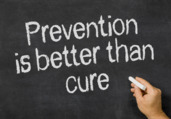 Prevention
is better than
cure